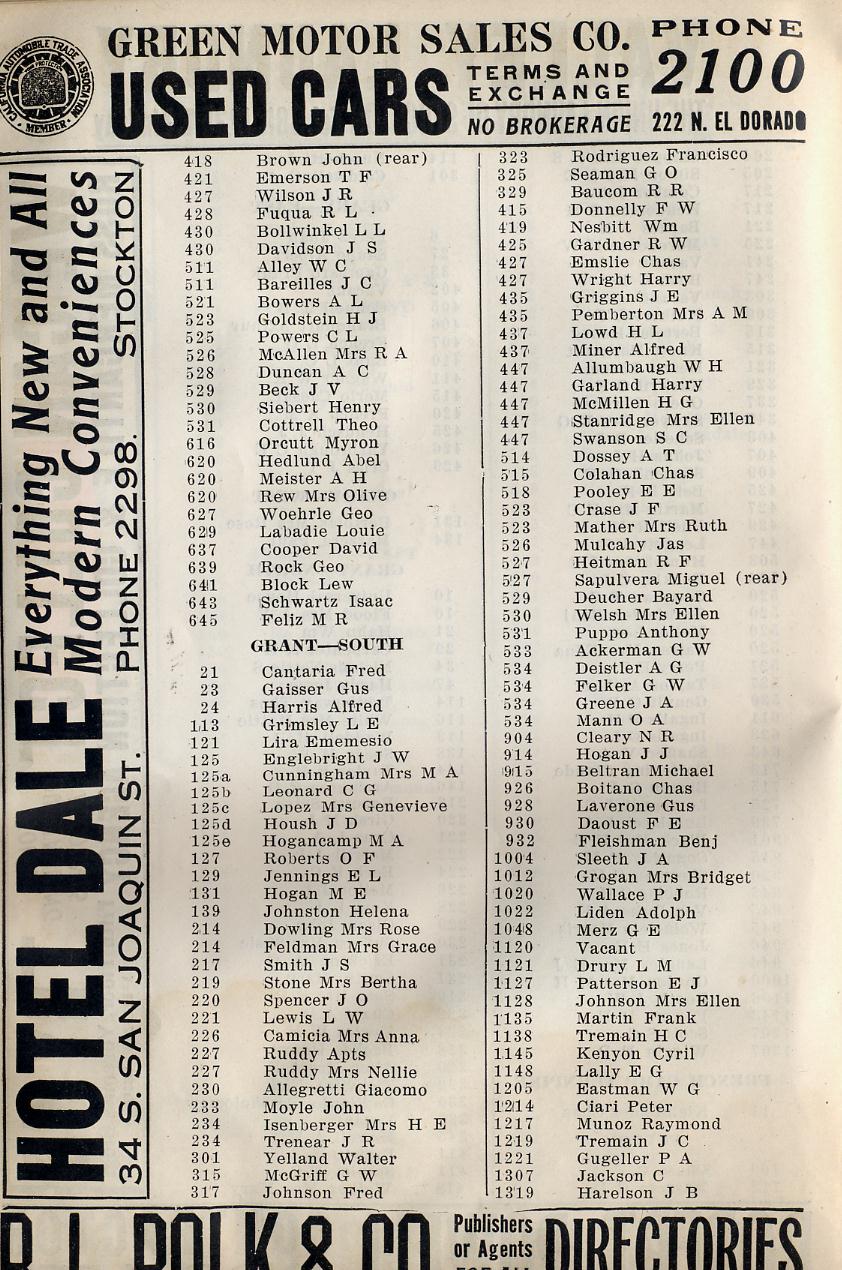 GREEN MOTOR SALES CO.
USED CARS
TERMS AND
EXCHANGE
NO BROKERAGE
PHONE
2100
222 N. EL DORADO
CALIFORNIA AUTOMOBILE TRADE ASSOCIATION
MEMBER
HOTEL DALE
Everything New and All
Modern Conveniences
34 S. SAN JOAQUIN ST. PHONE 2298. STOCKTON
418 Brown John (rear)
421 Emerson T F
427 Wilson J R
428 Fuqua R L
430 Bollwinkel L L
430 Davidson J S
511 Alley W C
511 Bareilles J C
521 Bowers A L
523 Goldstein H J
525 Powers C L
526 McAllen Mrs R A
528 Duncan A C
529 Beck J V
530 Siebert Henry
531 Cottrell Theo
616 Orcutt Myron
620 Hedlund Abel
620 Meister A H
620 Rew Mrs Olive
627 Woehrle Geo
629 Labadie Louie
637 Cooper David
639 Rock Geo
641 Block Lew
643 Schwartz Isaac
645 Feliz M R
GRANT—SOUTH
21 Cantaria Fred
23 Gaisser Gus
24 Harris Alfred
113 Grimsley L E
121 Lira Ememesio
125 Englebright J W
125a Cunningham Mrs M A
125b Leonard C G
125c Lopez Mrs Genevieve
125d Housh J D
125e Hogancamp M A
127 Roberts O F
129 Jennings E L
131 Hogan M E
139 Johnston Helena
214 Dowling Mrs Rose
214 Feldman Mrs Grace
217 Smith J S
219 Stone Mrs Bertha
220 Spencer J O
221 Lewis L W
226 Camicia Mrs Anna
227 Ruddy Apts
227 Ruddy Mrs Nellie
230 Allegretti Giacomo
233 Moyle John
234 Isenberger Mrs H E
234 Trenear J R
301 Yelland Walter
315 McGriff G W
317 Johnson Fred
323 Rodriguez Francisco
325 Seaman G O
329 Baucom R R
415 Donnelly F W
419 Nesbitt Wm
425 Gardner R W
427 Emslie Chas
427 Wright Harry
435 Griggins J E
435 Pemberton Mrs A M
437 Lowd H L
437 Miner Alfred
447 Allumbaugh W H
447 Garland Harry
447 McMillen H G
447 Stanridge Mrs Ellen
447 Swanson S C
514 Dossey A T
515 Colahan Chas
518 Pooley E E
523 Crase J F
523 Mather Mrs Ruth
526 Mulcahy Jas
527 Heitman R F
527 Sapulvera Miguel (rear)
529 Deucher Bayard
530 Welsh Mrs Ellen
531 Puppo Anthony
533 Ackerman G W
534 Deistler A G
534 Felker G W
534 Greene J A
534 Mann O A
904 Cleary N R
914 Hogan J J
915 Beltran Michael
926 Boitano Chas
928 Laverone Gus
930 Daoust F E
932 Fleishman Benj
1004 Sleeth J A
1012 Grogan Mrs Bridget
1020 Wallace P J
1022 Liden Adolph
1048 Merz G E
1120 Vacant
1121 Drury L M
1127 Patterson E J
1128 Johnson Mrs Ellen
1135 Martin Frank
1138 Tremain H C
1145 Kenyon Cyril
1148 Lally E G
1205 Eastman W G
1214 Ciari Peter
1217 Munoz Raymond
1219 Tremain J C
1221 Gugeller P A
1307 Jackson C
1319 Harelson J B
R. L. POLK & CO.
Publishers
or Agents
FOR ALL
DIRECTORIES